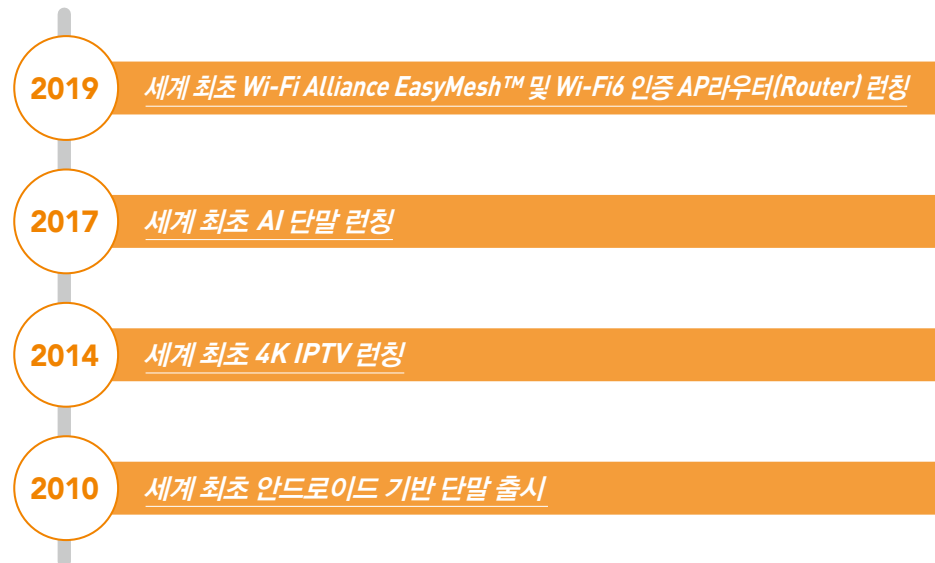 2019
세계 최초 Wi-Fi Alliance EasyMesh™ 및 Wi-Fi6 인증 AP라우터(Router) 런칭
2017
세계 최초 AI 단말 런칭
2014
세계 최초 4K IPTV 런칭
2010
세계 최초 안드로이드 기반 단말 출시